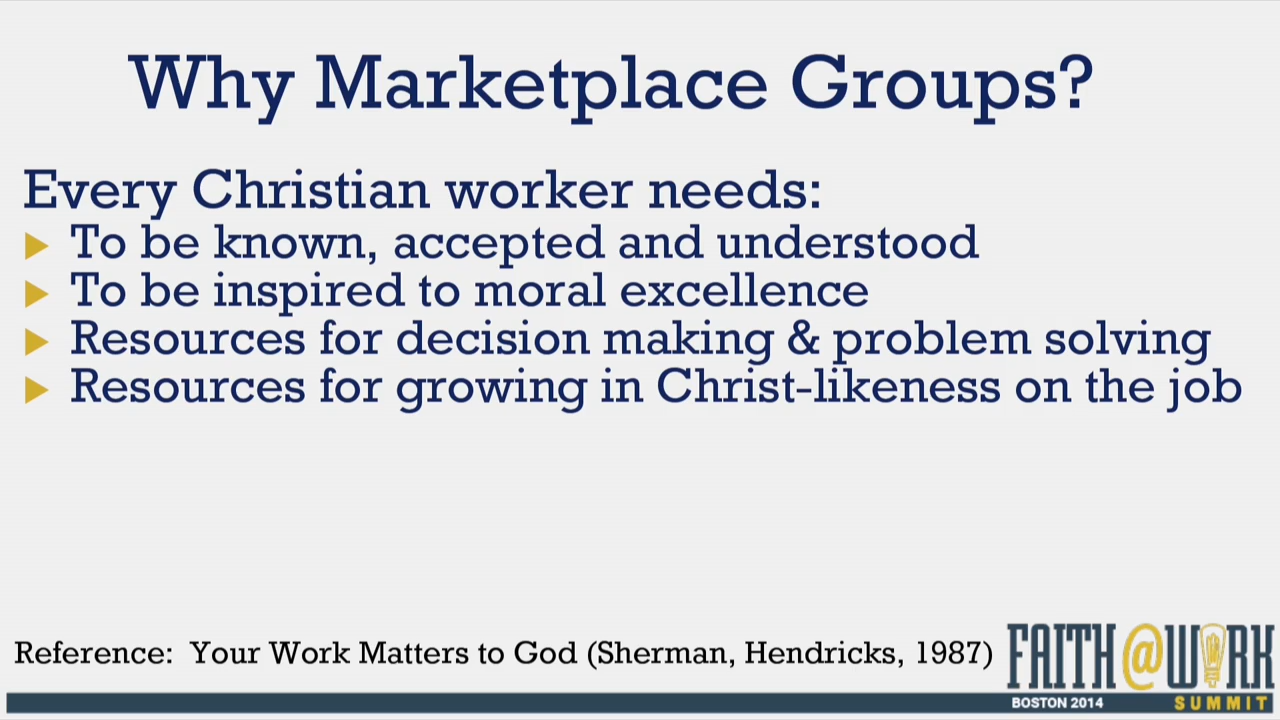 Why Marketplace Groups?
Every Christian worker needs:
To be known, accepted and understood
To be inspired to moral excellence
Resources for decision making & problem solving
Resources for growing in Christ-likeness on the job
Reference: Your Work Matters to God (Sherman, Hendricks, 1987)
FAITH@WORK
BOSTON 2014 SUMMIT